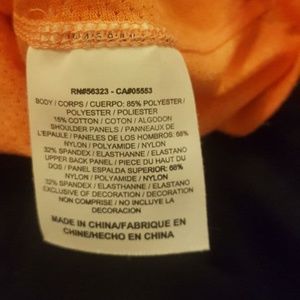 RN#56323 - CA#05553
BODY / CORPS / CUERPO: 85% POLYESTER /
POLYESTER / POLIESTER
15% COTTON / COTON / ALGODON
SHOULDER PANELS / PANNEAUX DE
L'EPAULE / PANELES DE LOS HOMBROS: 68%
NYLON / POLYAMIDE / NYLON
32% SPANDEX / ELASTHANNE / ELASTANO
UPPER BACK PANEL / PIECE DU HAUT DU
DOS / PANEL ESPALDA SUPERIOR: 68%
NYLON / POLYAMIDE / NYLON
32% SPANDEX / ELASTHANNE / ELASTANO
EXCLUSIVE OF DECORATION / DECORATION
NON COMPRISE / NO INCLUYE LA
DECORACION
MADE IN CHINA/FABRIQUE EN
CHINE/HECHO EN CHINA